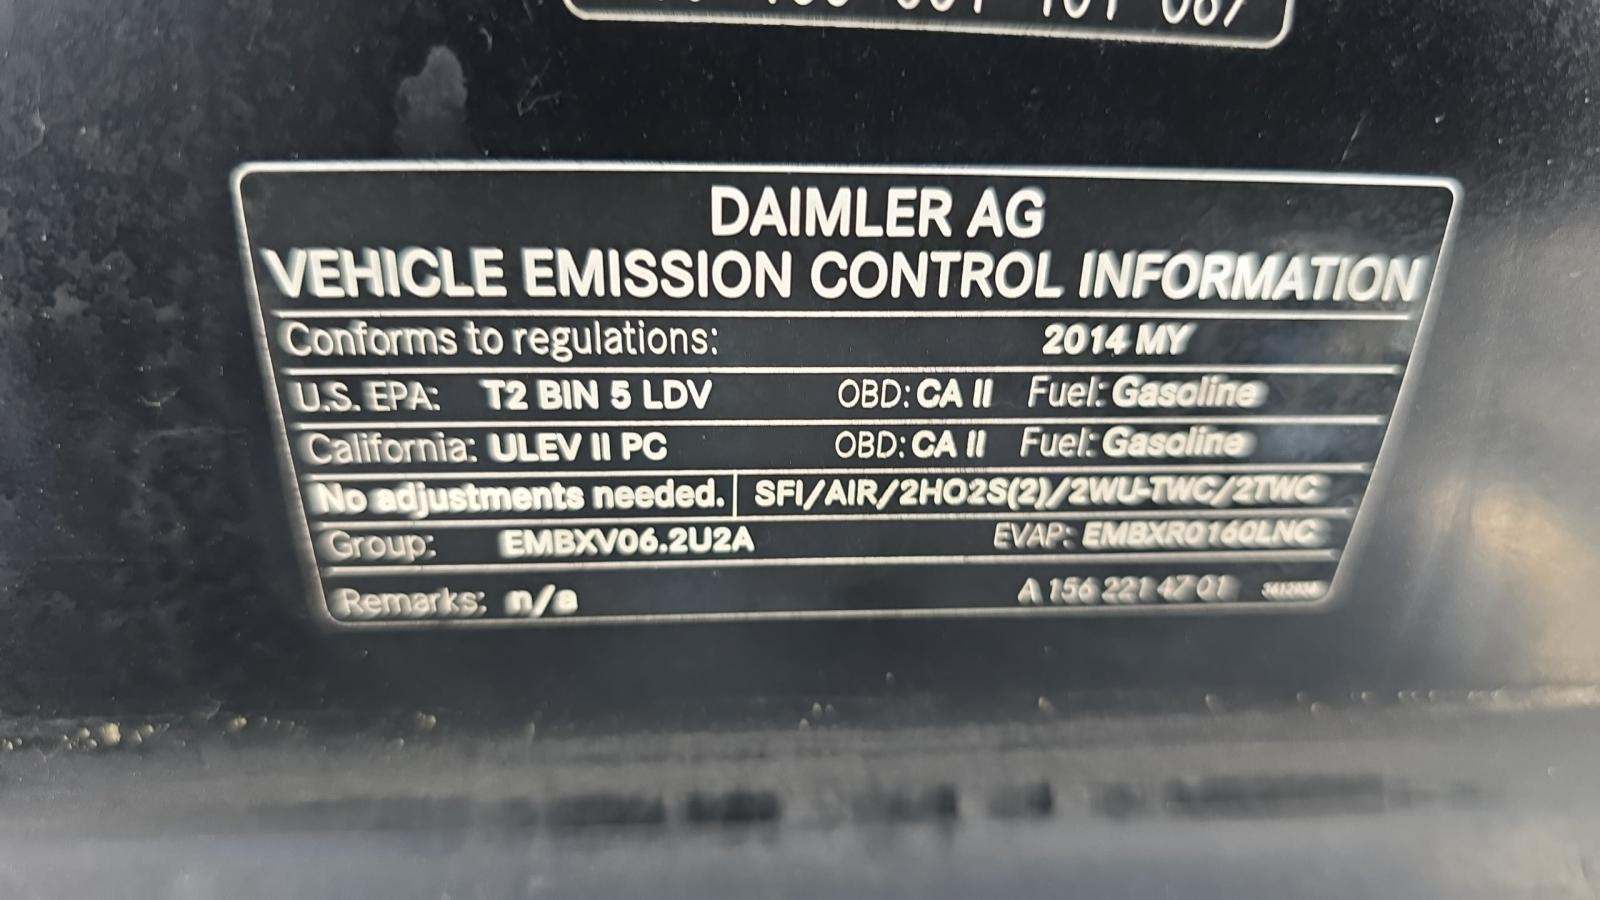 DAIMLER AG
VEHICLE EMISSION CONTROL INFORMATION
Conforms to regulations: 2014 MY
U.S. EPA: T2 BIN 5 LDV OBD: CA II Fuel: Gasoline
California: ULEV II PC OBD: CA II Fuel: Gasoline
No adjustments needed. SFI/AIR/2HO2S(2)/2WU-TWC/2TWC
Group: EMBXV06.2U2A EVAP: EMBXR0160LNC
Remarks: n/a A 156 221 47 01